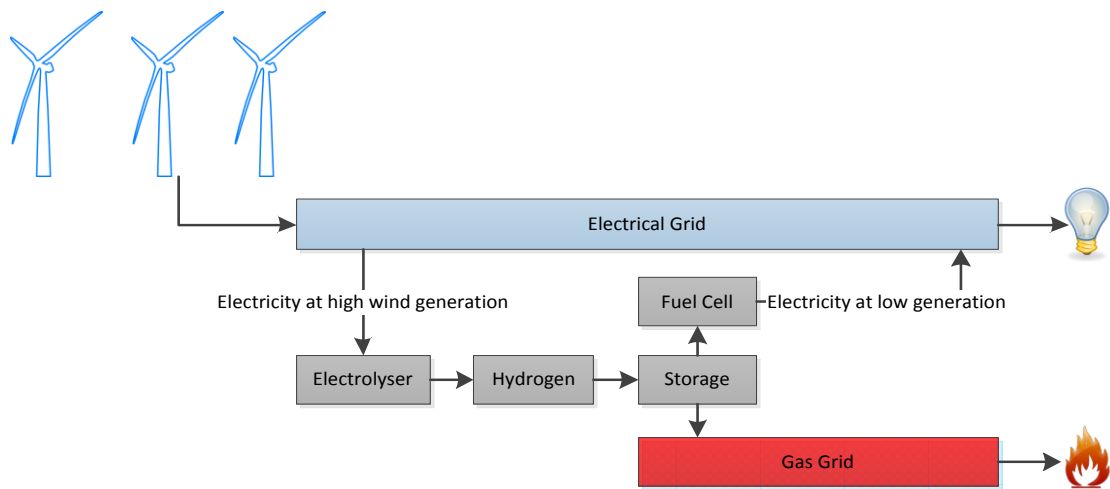 Electrical Grid
Electricity at high wind generation
Fuel Cell
Electricity at low generation
Electrolyser
Hydrogen
Storage
Gas Grid